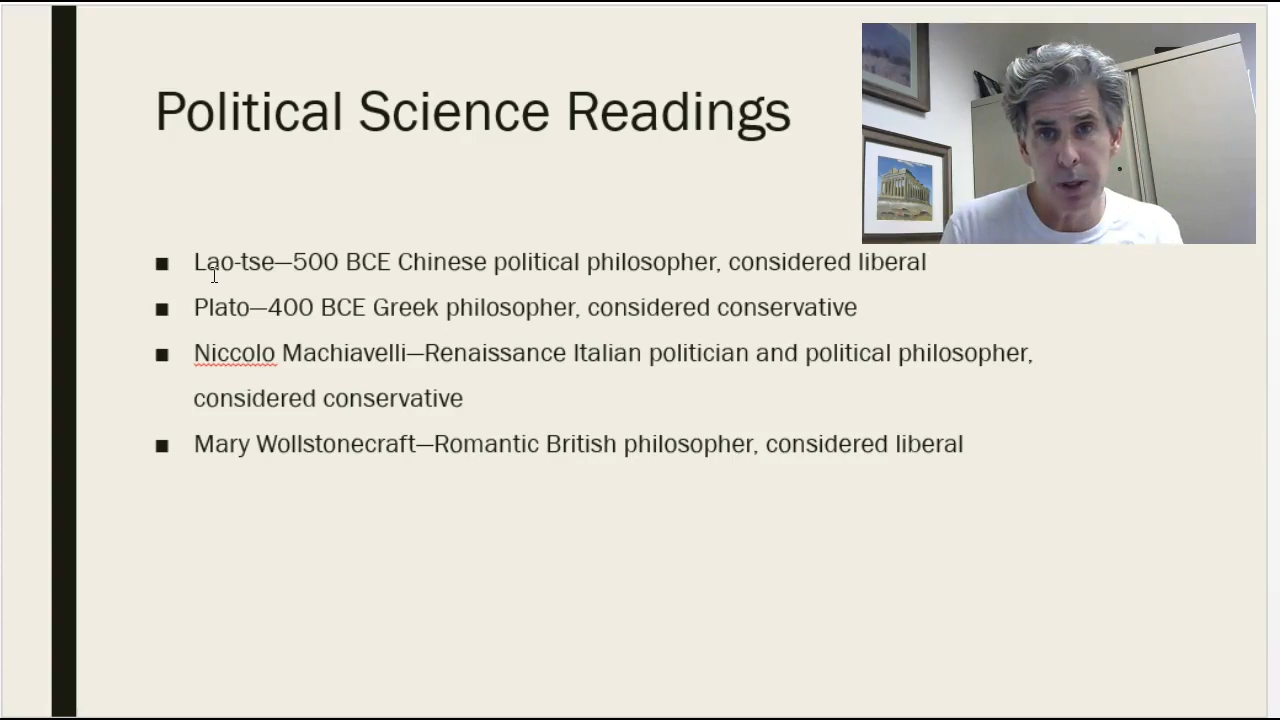 Political Science Readings
■ Lao-tse—500 BCE Chinese political philosopher, considered liberal
■ Plato—400 BCE Greek philosopher, considered conservative
■ Niccolo Machiavelli—Renaissance Italian politician and political philosopher,
considered conservative
■ Mary Wollstonecraft—Romantic British philosopher, considered liberal